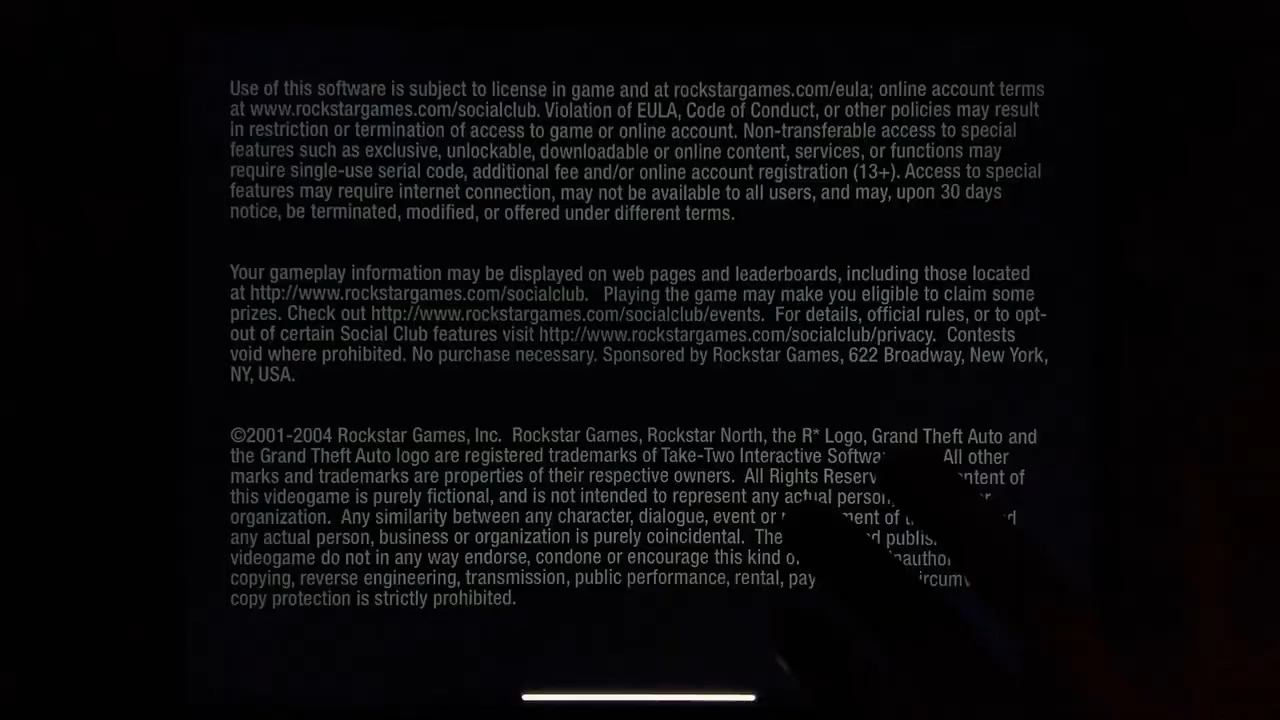 Use of this software is subject to license in game and at rockstargames.com/eula; online account terms
at www.rockstargames.com/socialclub. Violation of EULA, Code of Conduct, or other policies may result
in restriction or termination of access to game or online account. Non-transferable access to special
features such as exclusive, unlockable, downloadable or online content, services, or functions may
require single-use serial code, additional fee and/or online account registration (13+). Access to special
features may require internet connection, may not be available to all users, and may, upon 30 days
notice, be terminated, modified, or offered under different terms.
Your gameplay information may be displayed on web pages and leaderboards, including those located
at http://www.rockstargames.com/socialclub. Playing the game may make you eligible to claim some
prizes. Check out http://www.rockstargames.com/socialclub/events. For details, official rules, or to opt-
out of certain Social Club features visit http://www.rockstargames.com/socialclub/privacy. Contests
void where prohibited. No purchase necessary. Sponsored by Rockstar Games, 622 Broadway, New York,
NY, USA.
©2001-2004 Rockstar Games, Inc. Rockstar Games, Rockstar North, the R* Logo, Grand Theft Auto and
the Grand Theft Auto logo are registered trademarks of Take-Two Interactive All other
marks and trademarks are properties of their respective owners. All Rights of
this videogame is purely fictional, and is not intended to represent any actual
organization. Any similarity between any character, dialogue, event or of
any actual person, business or organization is purely coincidental. The
videogame do not in any way endorse, condone or encourage this kind
copying, reverse engineering, transmission, public performance, rental,
copy protection is strictly prohibited.